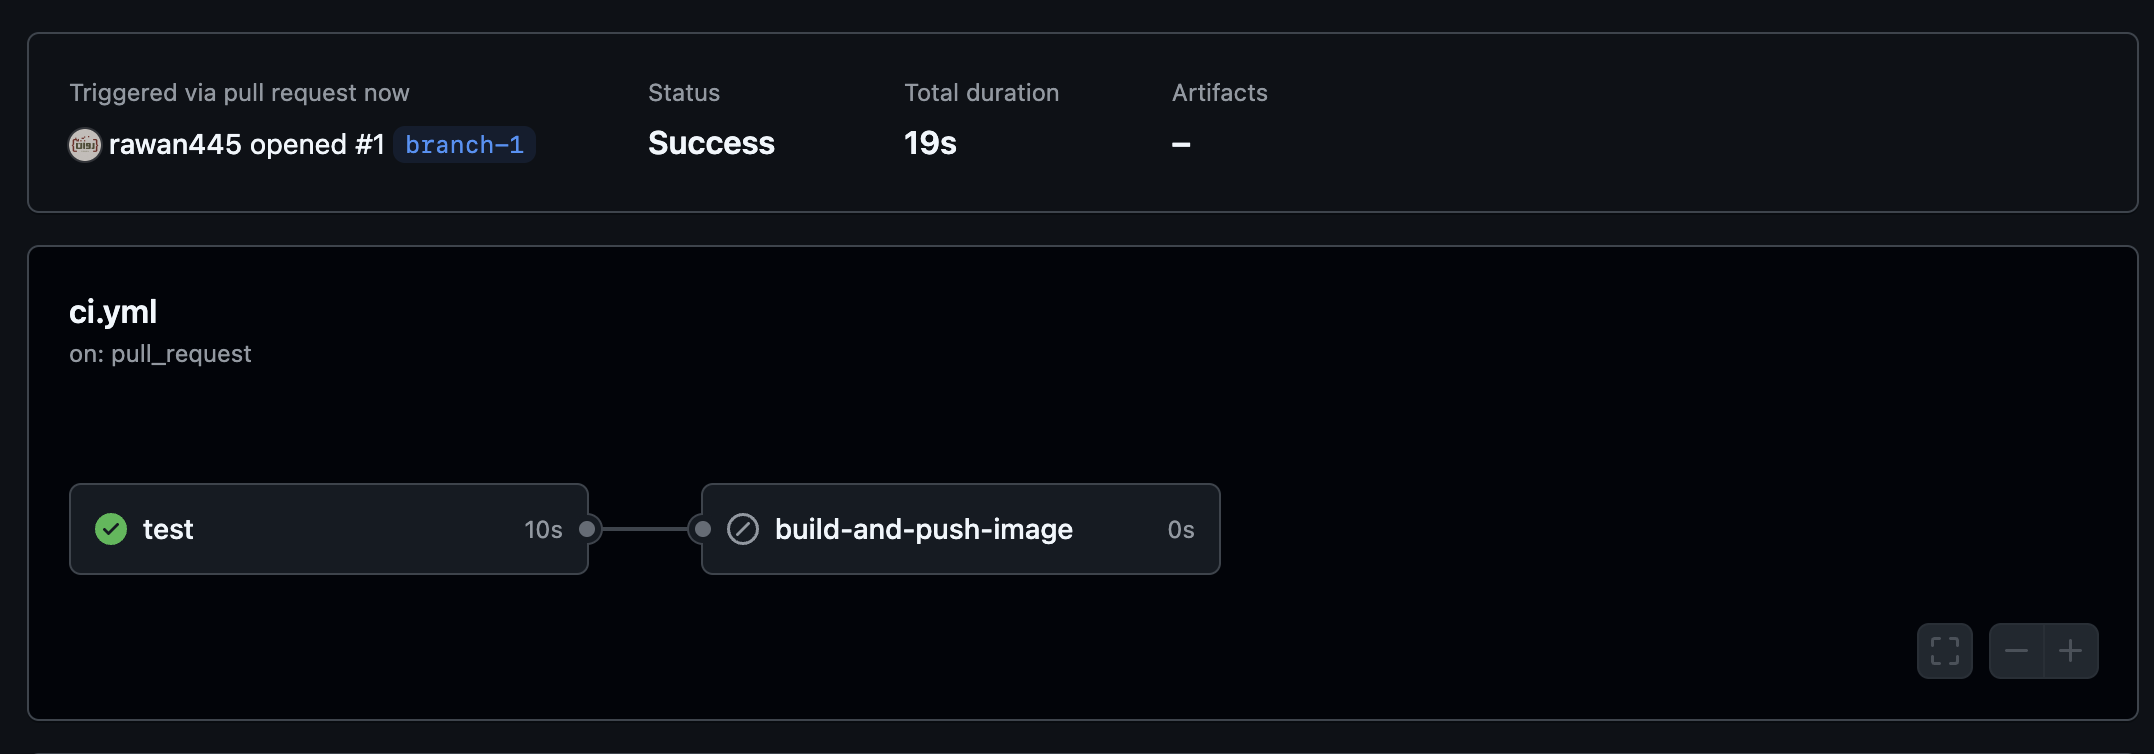 Triggered via pull request now
rawan445 opened #1 branch-1
Status
Success
Total duration
19s
Artifacts
–
ci.yml
on: pull_request
test 10s
build-and-push-image 0s